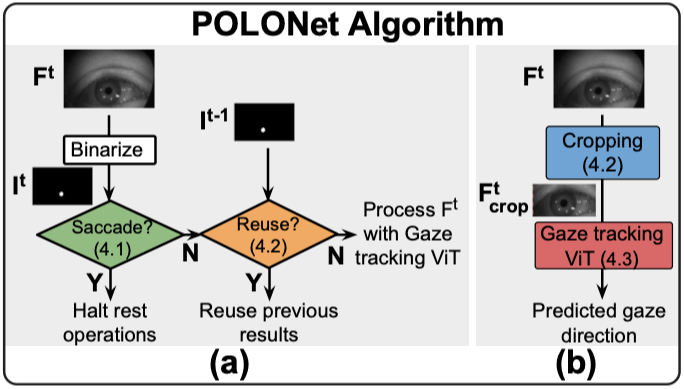 POLONet Algorithm
F^t
Binarize
I^t
I^t-1
Saccade?
(4.1)
N
Reuse?
(4.2)
N
Process F^t
with Gaze
tracking ViT
Y
Halt rest
operations
Y
Reuse previous
results
(a)
F^t
Cropping
(4.2)
F^t crop
Gaze tracking
ViT (4.3)
Predicted gaze
direction
(b)